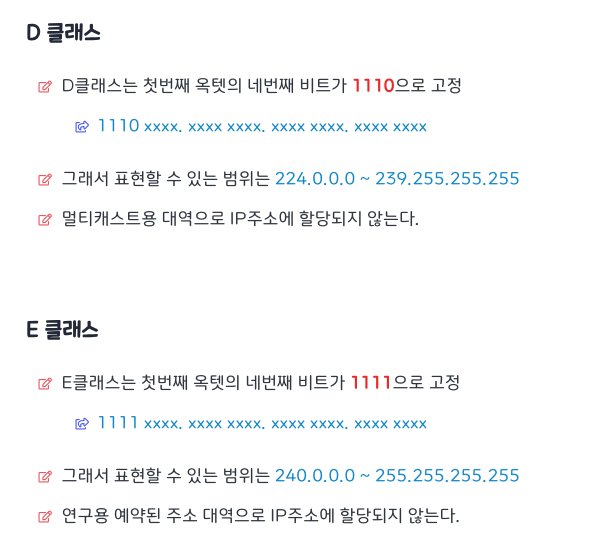 D 클래스
D클래스는 첫번째 옥텟의 네번째 비트가 1110으로 고정
1110 xxxx. xxxx xxxx. xxxx xxxx. xxxx xxxx
그래서 표현할 수 있는 범위는 224.0.0.0 ~ 239.255.255.255
멀티캐스트용 대역으로 IP주소에 할당되지 않는다.
E 클래스
E클래스는 첫번째 옥텟의 네번째 비트가 1111으로 고정
1111 xxxx. xxxx xxxx. xxxx xxxx. xxxx xxxx
그래서 표현할 수 있는 범위는 240.0.0.0 ~ 255.255.255.255
연구용 예약된 주소 대역으로 IP주소에 할당되지 않는다.